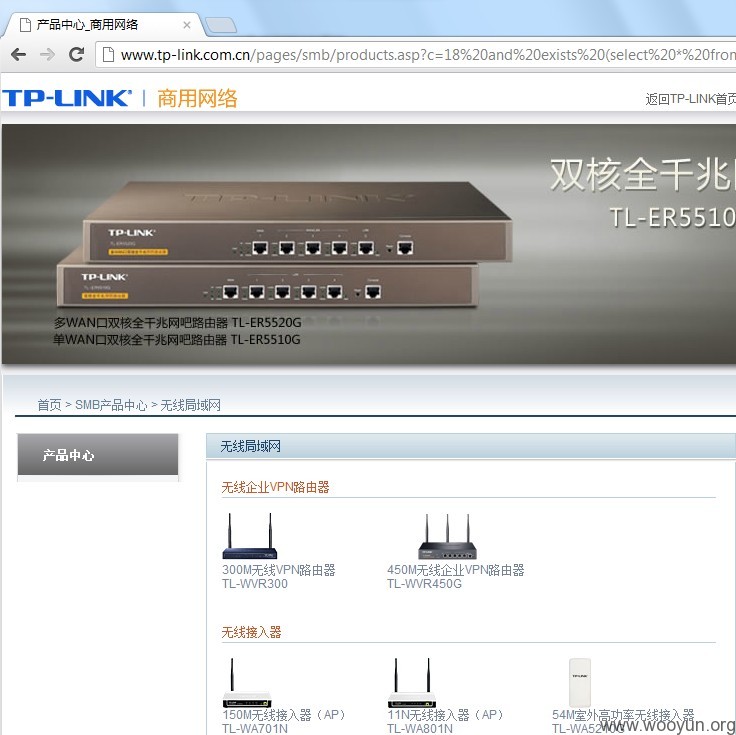 产品中心_商用网络
www.tp-link.com.cn/pages/smb/products.asp?c=18%20and%20exists%20(select%20*%20from
TP-LINK® | 商用网络
返回TP-LINK首页
双核全千兆
TL-ER5510
TP-LINK
TP-LINK®
TP-LINK®
多WAN口双核全千兆网吧路由器 TL-ER5520G
单WAN口双核全千兆网吧路由器 TL-ER5510G
首页 > SMB产品中心 > 无线局域网
产品中心
无线局域网
无线企业VPN路由器
300M无线VPN路由器
TL-WVR300
450M无线企业VPN路由器
TL-WVR450G
无线接入器
150M无线接入器（AP）
TL-WA701N
11N无线接入器（AP）
TL-WA801N
TP-LINK
54M室外高功率无线接入器
TL-WA5210G
www.wooyun.org